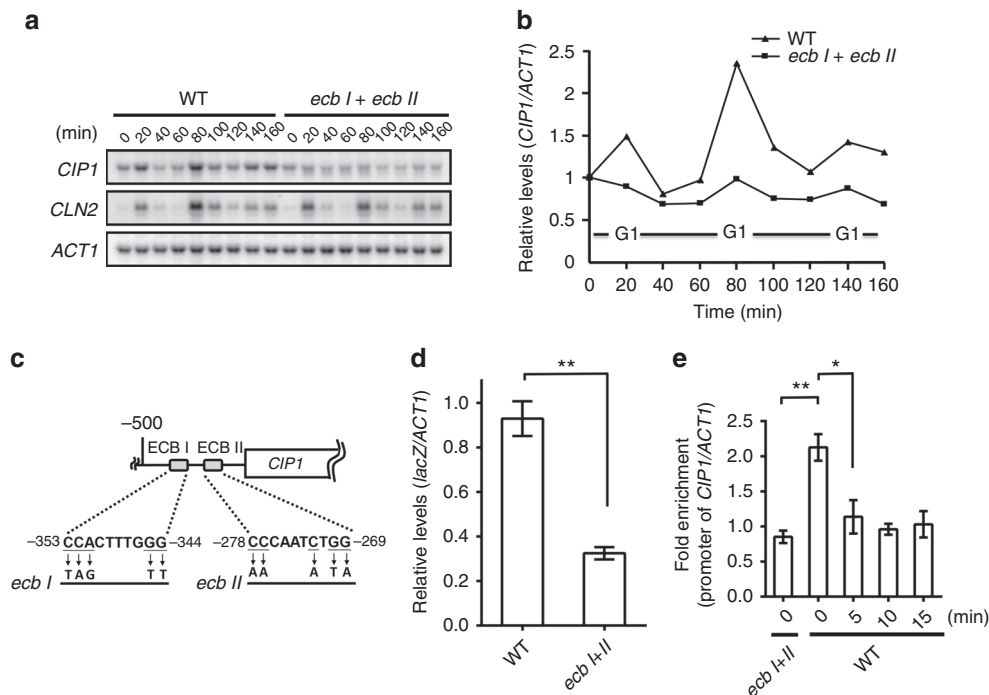 a
WT
ecb I + ecb II
(min)
0 20 40 60 80 100 120 140 160 0 20 40 60 80 100 120 140 160
CIP1
CLN2
ACT1
b
WT
ecb I + ecb II
Relative levels (CIP1/ACT1)
2.5
2
1.5
1
0.5
0
G1 G1 G1
0 20 40 60 80 100 120 140 160
Time (min)
c
−500
ECB I ECB II
CIP1
−353 CCACTTTGGG −344 −278 CCCAATCTGG −269
ecb I TAG TT ecb II AA A T A
d
**
Relative levels (lacZ/ACT1)
1.0
0.8
0.6
0.4
0.2
0.0
WT ecb I+II
e
*
**
Fold enrichment
(promoter of CIP1/ACT1)
2.5
2.0
1.5
1.0
0.5
0.0
0 0 5 10 15 (min)
ecb I+II WT